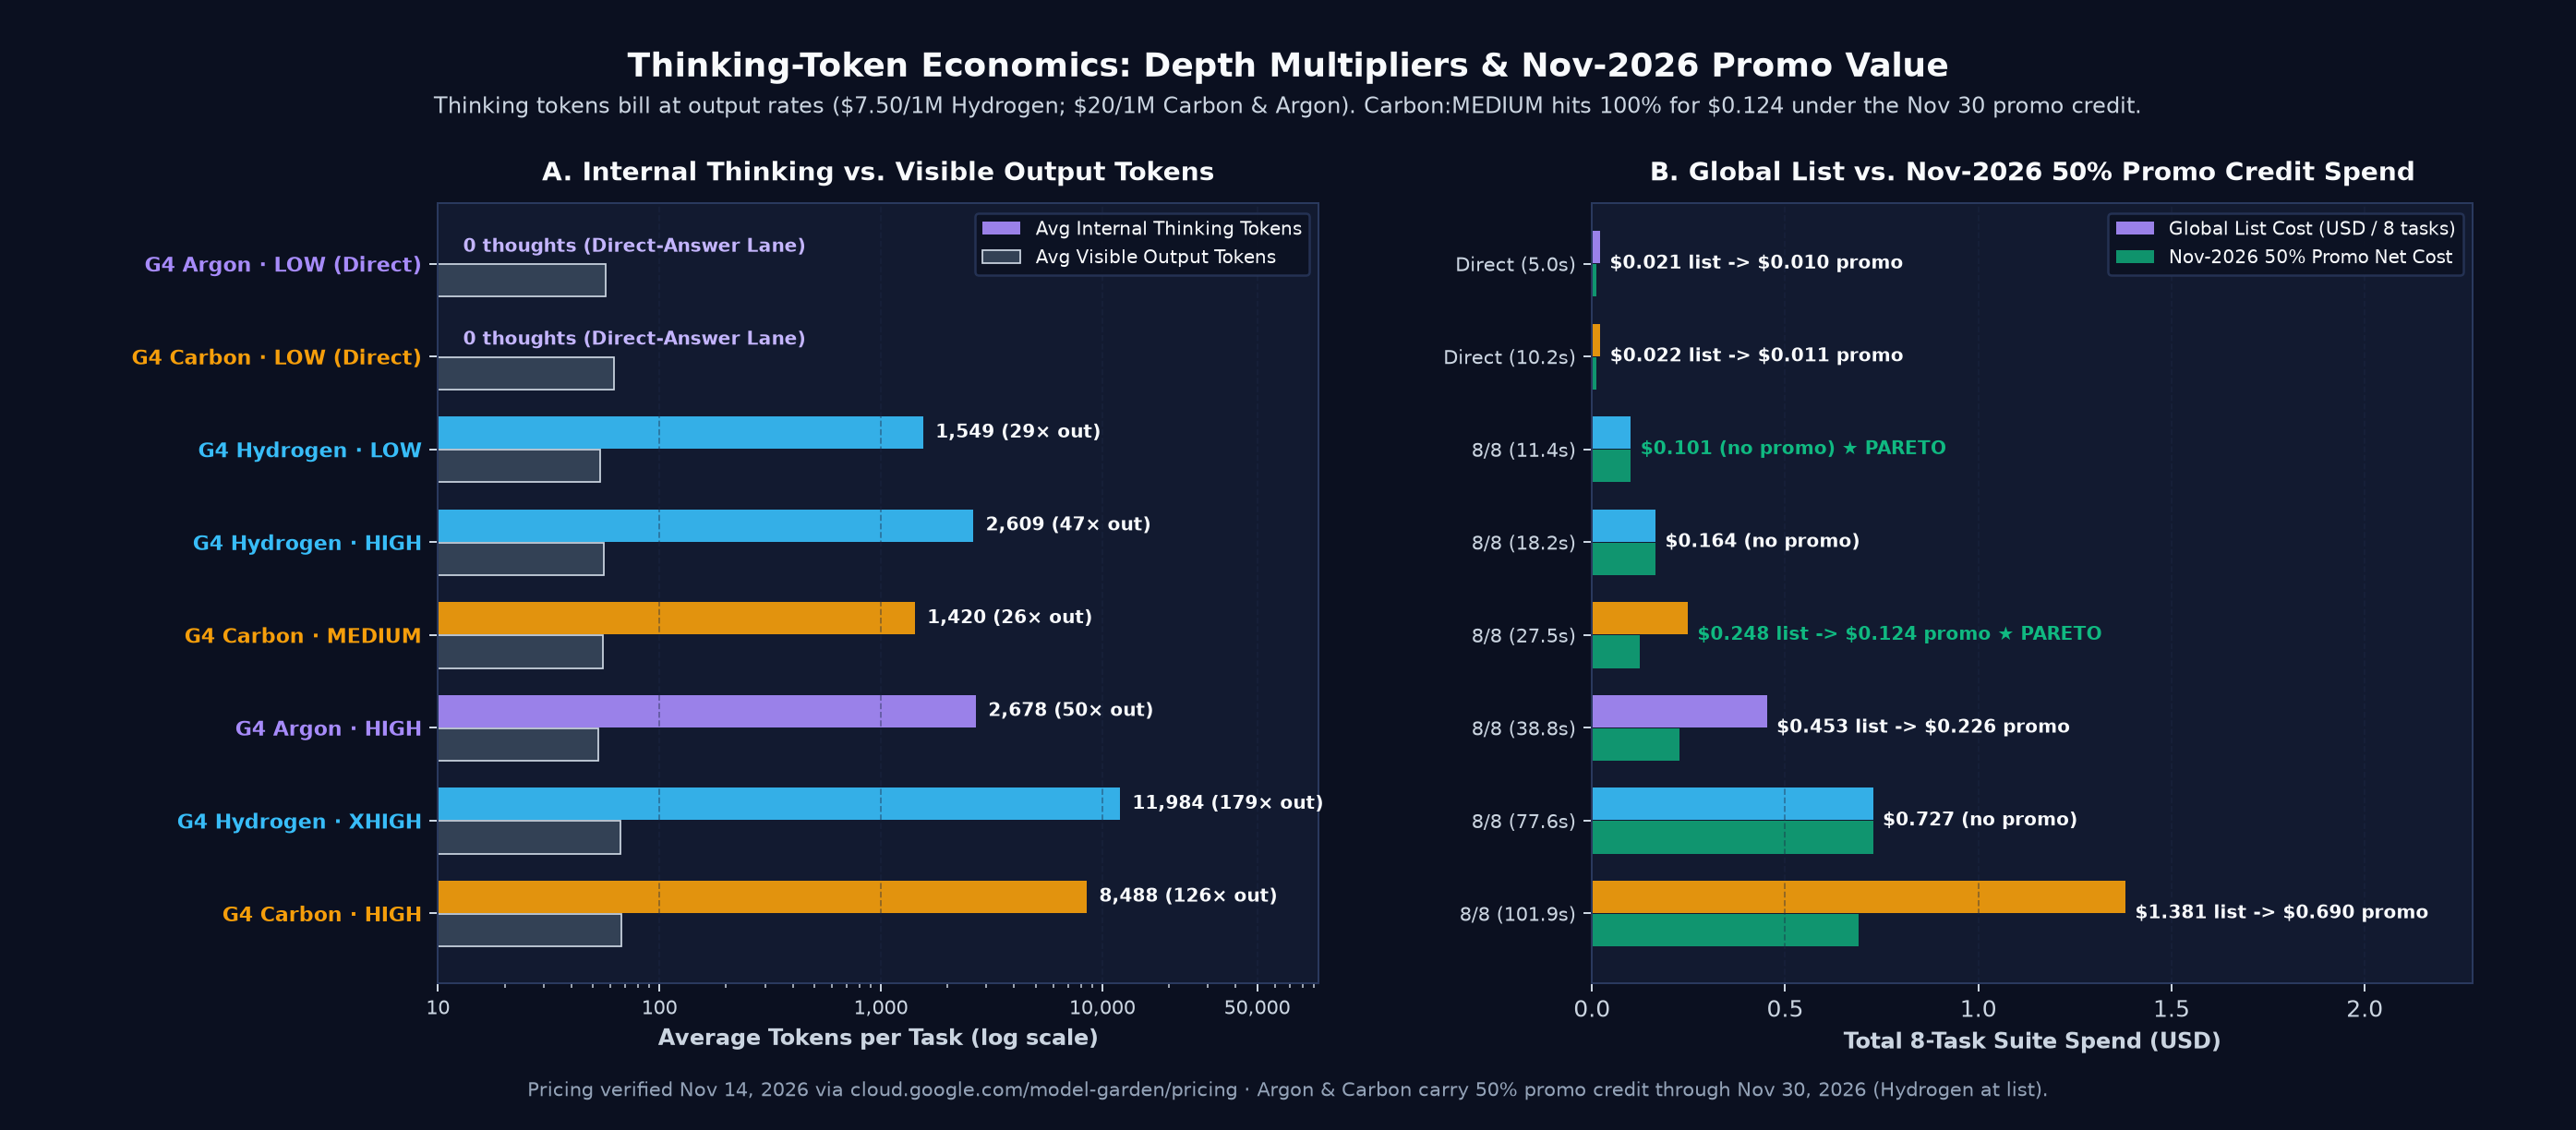 Thinking-Token Economics: Depth Multipliers & Nov-2026 Promo Value
Thinking tokens bill at output rates ($7.50/1M Hydrogen; $20/1M Carbon & Argon). Carbon:MEDIUM hits 100% for $0.124 under the Nov 30 promo credit.
A. Internal Thinking vs. Visible Output Tokens
Avg Internal Thinking Tokens
Avg Visible Output Tokens
G4 Argon · LOW (Direct)
0 thoughts (Direct-Answer Lane)
G4 Carbon · LOW (Direct)
0 thoughts (Direct-Answer Lane)
G4 Hydrogen · LOW
1,549 (29× out)
G4 Hydrogen · HIGH
2,609 (47× out)
G4 Carbon · MEDIUM
1,420 (26× out)
G4 Argon · HIGH
2,678 (50× out)
G4 Hydrogen · XHIGH
11,984 (179× out)
G4 Carbon · HIGH
8,488 (126× out)
10
100
1,000
10,000
50,000
Average Tokens per Task (log scale)
B. Global List vs. Nov-2026 50% Promo Credit Spend
Global List Cost (USD / 8 tasks)
Nov-2026 50% Promo Net Cost
Direct (5.0s)
$0.021 list -> $0.010 promo
Direct (10.2s)
$0.022 list -> $0.011 promo
8/8 (11.4s)
$0.101 (no promo) ★ PARETO
8/8 (18.2s)
$0.164 (no promo)
8/8 (27.5s)
$0.248 list -> $0.124 promo ★ PARETO
8/8 (38.8s)
$0.453 list -> $0.226 promo
8/8 (77.6s)
$0.727 (no promo)
8/8 (101.9s)
$1.381 list -> $0.690 promo
0.0
0.5
1.0
1.5
2.0
Total 8-Task Suite Spend (USD)
Pricing verified Nov 14, 2026 via cloud.google.com/model-garden/pricing · Argon & Carbon carry 50% promo credit through Nov 30, 2026 (Hydrogen at list).